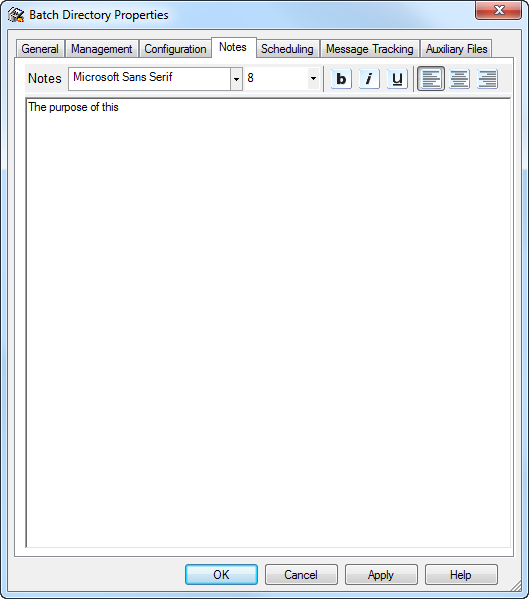 Batch Directory Properties
General Management Configuration Notes Scheduling Message Tracking Auxiliary Files
Notes Microsoft Sans Serif 8 b i u
The purpose of this
OK Cancel Apply Help